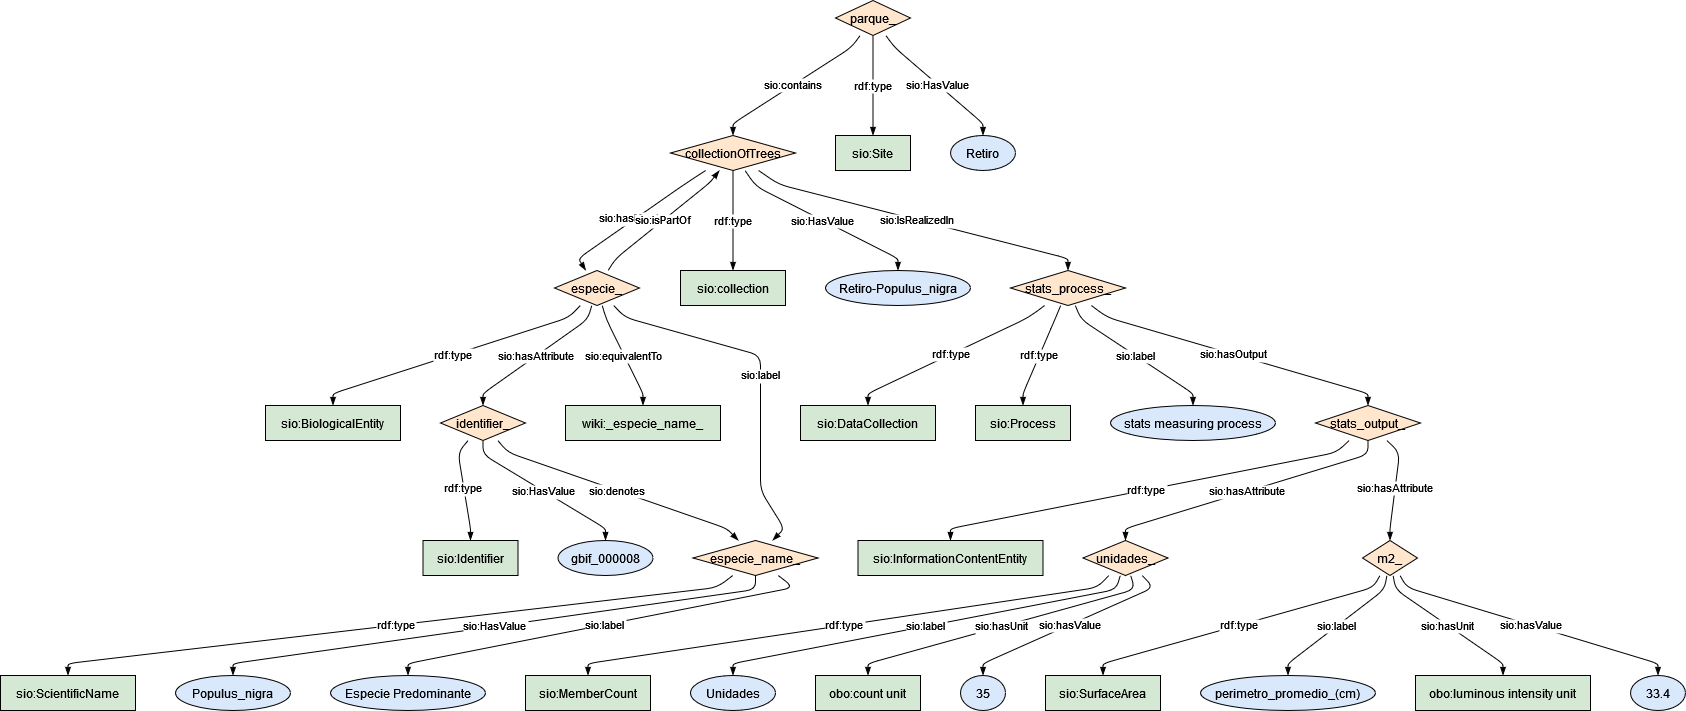 parque_
sio:contains
rdf:type
sio:HasValue
collectionOfTrees
sio:Site
Retiro
sio:has
sio:isPartOf
rdf:type
sio:HasValue
sio:IsRealizedIn
especie_
sio:collection
Retiro-Populus_nigra
stats_process_
rdf:type
sio:hasAttribute
sio:equivalentTo
sio:label
rdf:type
rdf:type
sio:label
sio:hasOutput
sio:BiologicalEntity
identifier_
wiki:_especie_name_
sio:DataCollection
sio:Process
stats measuring process
stats_output_
rdf:type
sio:HasValue
sio:denotes
rdf:type
sio:hasAttribute
sio:hasAttribute
sio:Identifier
gbif_000008
especie_name_
sio:InformationContentEntity
unidades_
m2_
rdf:type
sio:HasValue
sio:label
rdf:type
sio:label
sio:hasUnit
sio:hasValue
rdf:type
sio:label
sio:hasUnit
sio:hasValue
sio:ScientificName
Populus_nigra
Especie Predominante
sio:MemberCount
Unidades
obo:count unit
35
sio:SurfaceArea
perimetro_promedio_(cm)
obo:luminous intensity unit
33.4